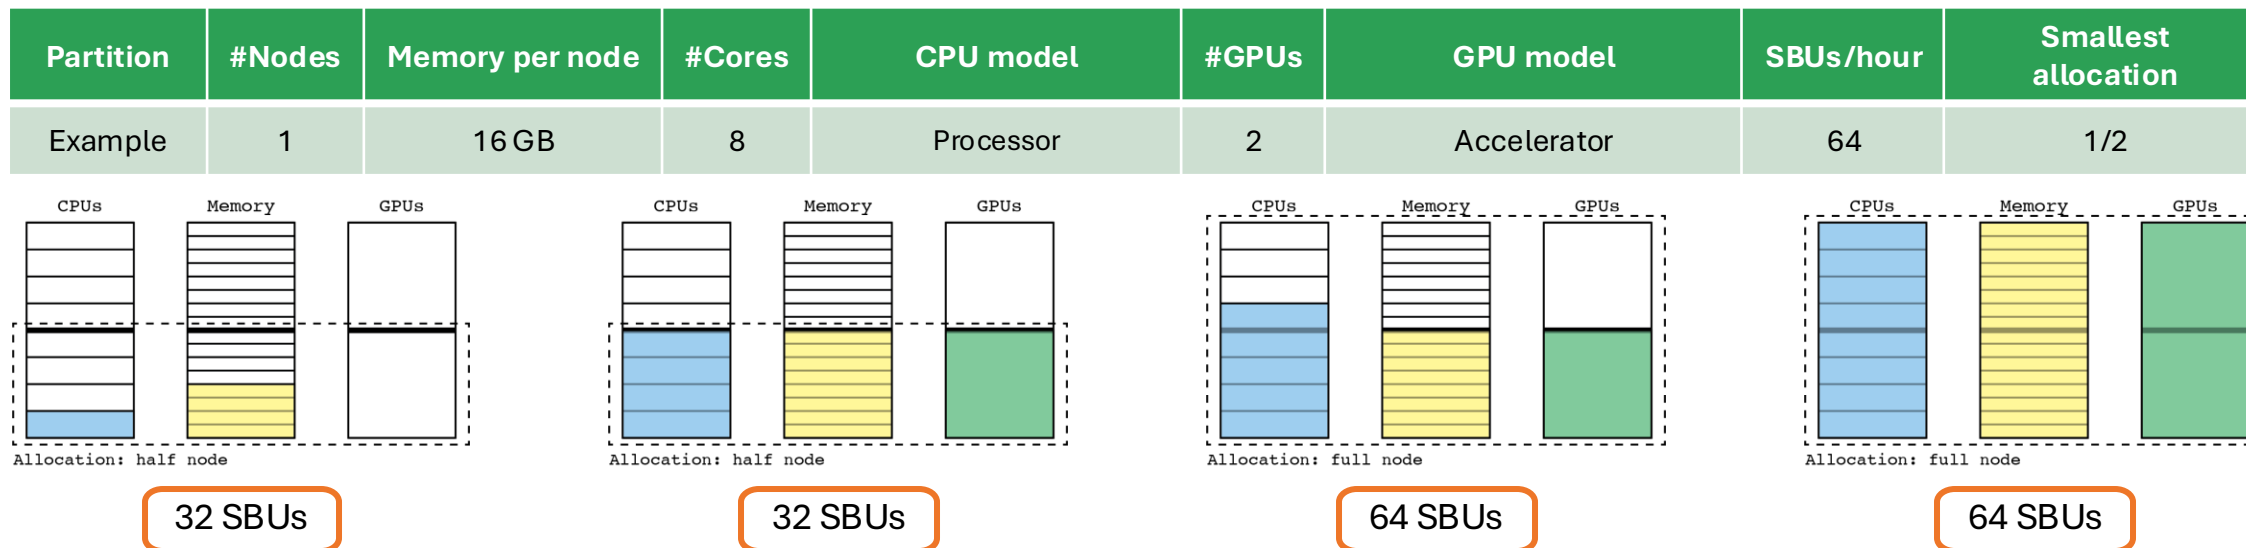 Partition #Nodes Memory per node #Cores CPU model #GPUs GPU model SBUs/hour Smallest allocation
Example 1 16 GB 8 Processor 2 Accelerator 64 1/2
CPUs Memory GPUs CPUs Memory GPUs CPUs Memory GPUs CPUs Memory GPUs
Allocation: half node Allocation: half node Allocation: full node Allocation: full node
32 SBUs 32 SBUs 64 SBUs 64 SBUs